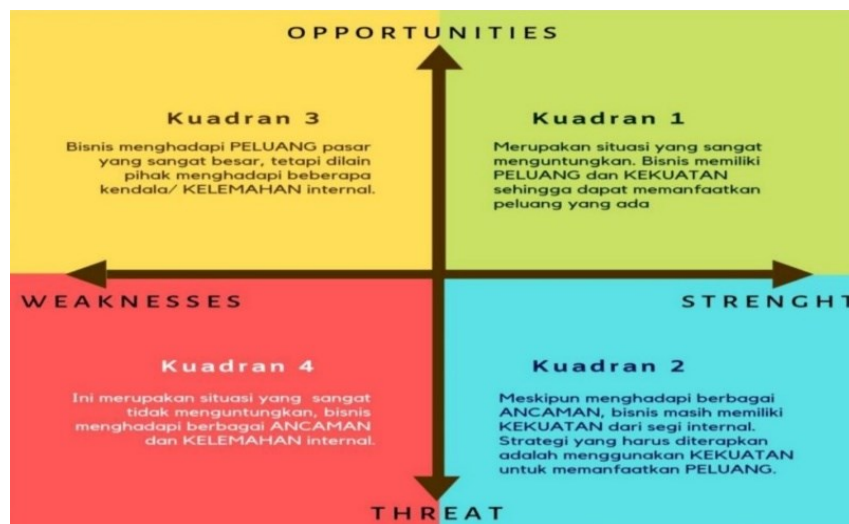 OPPORTUNITIES
Kuadran 3
Bisnis menghadapi PELUANG pasar
yang sangat besar, tetapi dilain
pihak menghadapi beberapa
kendala/ KELEMAHAN internal.
Kuadran 1
Merupakan situasi yang sangat
menguntungkan. Bisnis memiliki
PELUANG dan KEKUATAN
sehingga dapat memanfaatkan
peluang yang ada
WEAKNESSES
STRENGHT
Kuadran 4
Ini merupakan situasi yang sangat
tidak menguntungkan, bisnis
menghadapi berbagai ANCAMAN
dan KELEMAHAN internal.
Kuadran 2
Meskipun menghadapi berbagai
ANCAMAN, bisnis masih memiliki
KEKUATAN dari segi internal.
Strategi yang harus diterapkan
adalah menggunakan KEKUATAN
untuk memanfaatkan PELUANG.
THREAT